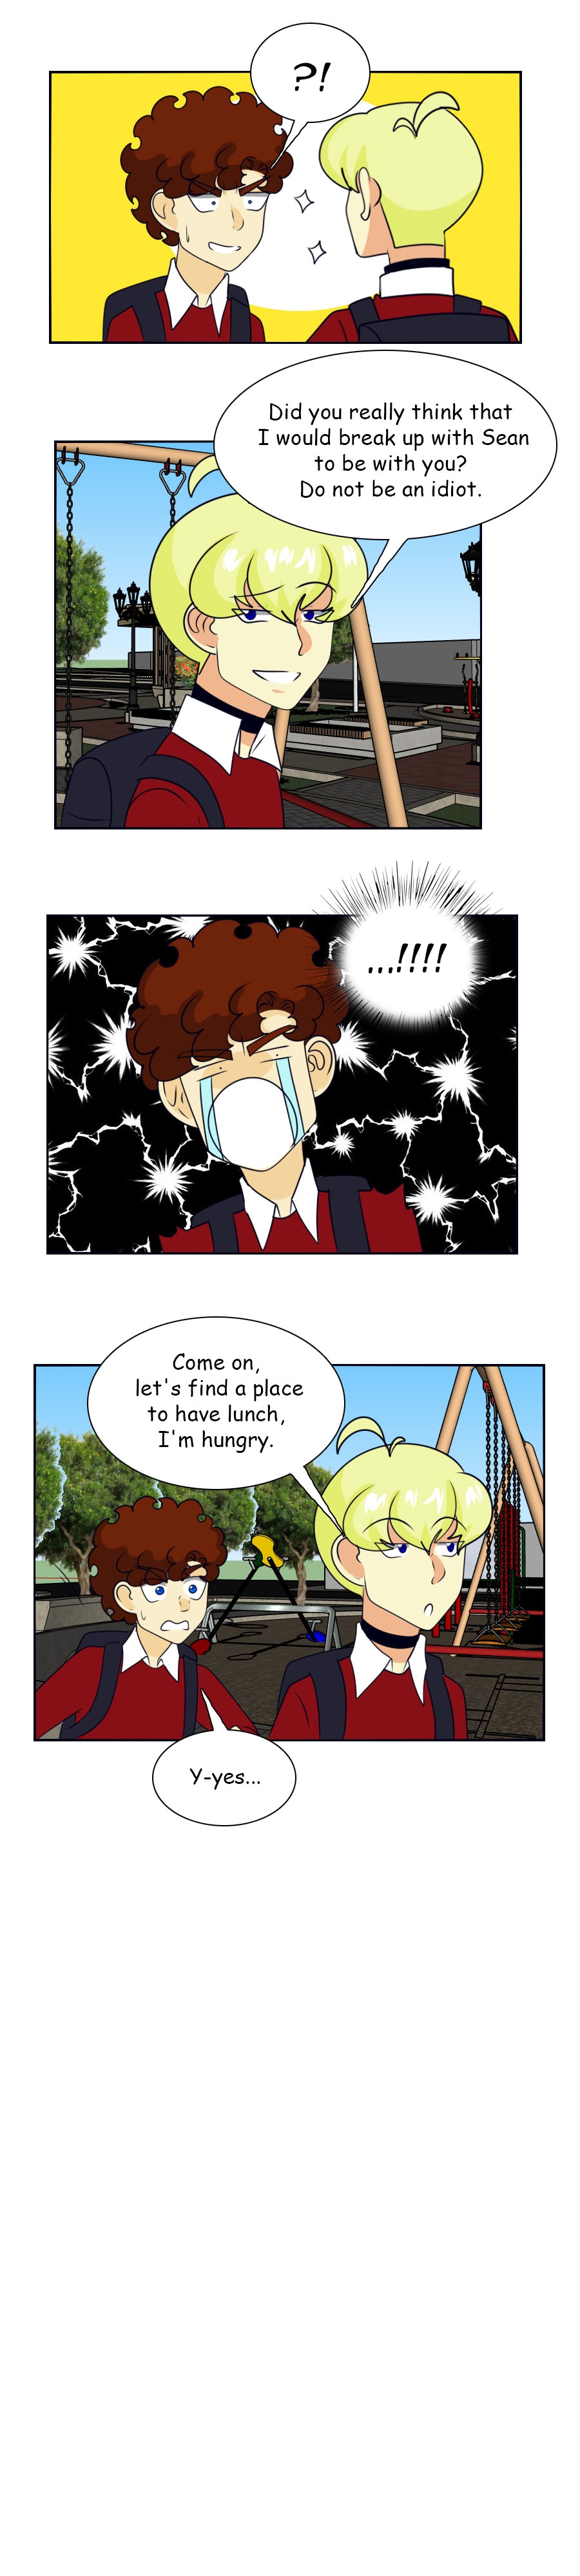 ?!
Did you really think that
I would break up with Sean
to be with you?
Do not be an idiot.
...!!!!
Come on,
let's find a place
to have lunch,
I'm hungry.
Y-yes...